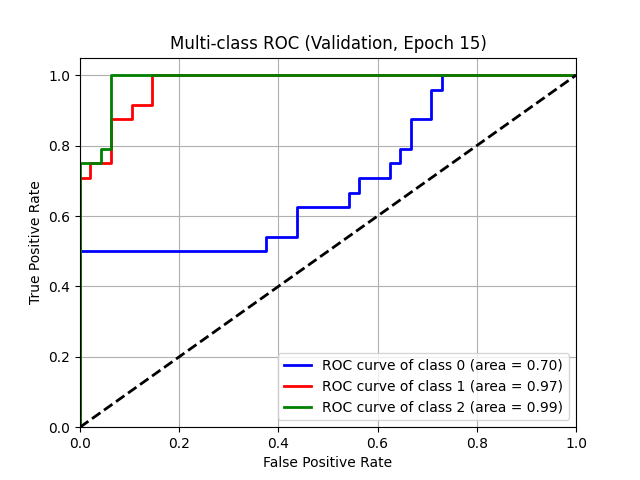 Multi-class ROC (Validation, Epoch 15)
True Positive Rate
1.0
0.8
0.6
0.4
0.2
0.0
ROC curve of class 0 (area = 0.70)
ROC curve of class 1 (area = 0.97)
ROC curve of class 2 (area = 0.99)
0.0 0.2 0.4 0.6 0.8 1.0
False Positive Rate